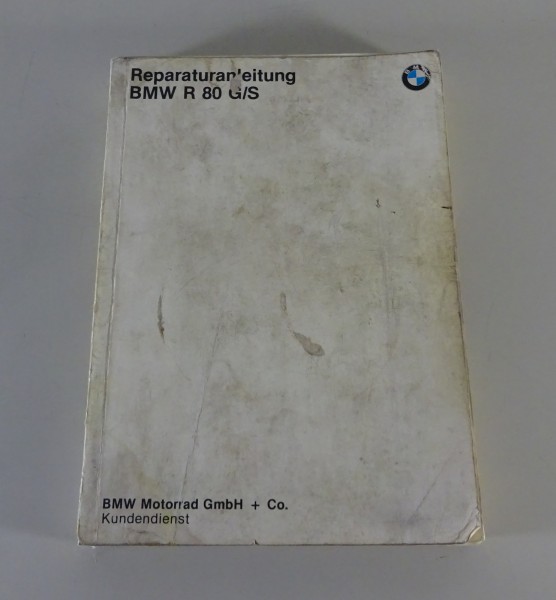 Reparaturanleitung
BMW R 80 G/S
BMW Motorrad GmbH + Co.
Kundendienst